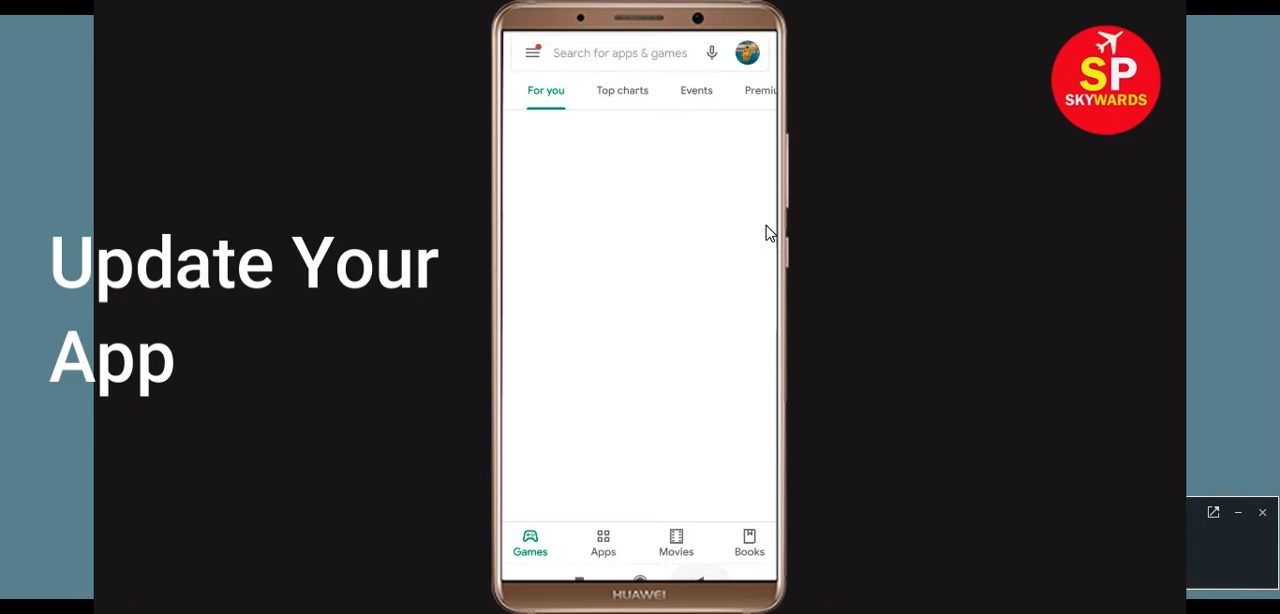 Search for apps & games
For you Top charts Events Premiu
SP
SKYWARDS
Update Your
App
Games Apps Movies Books
HUAWEI